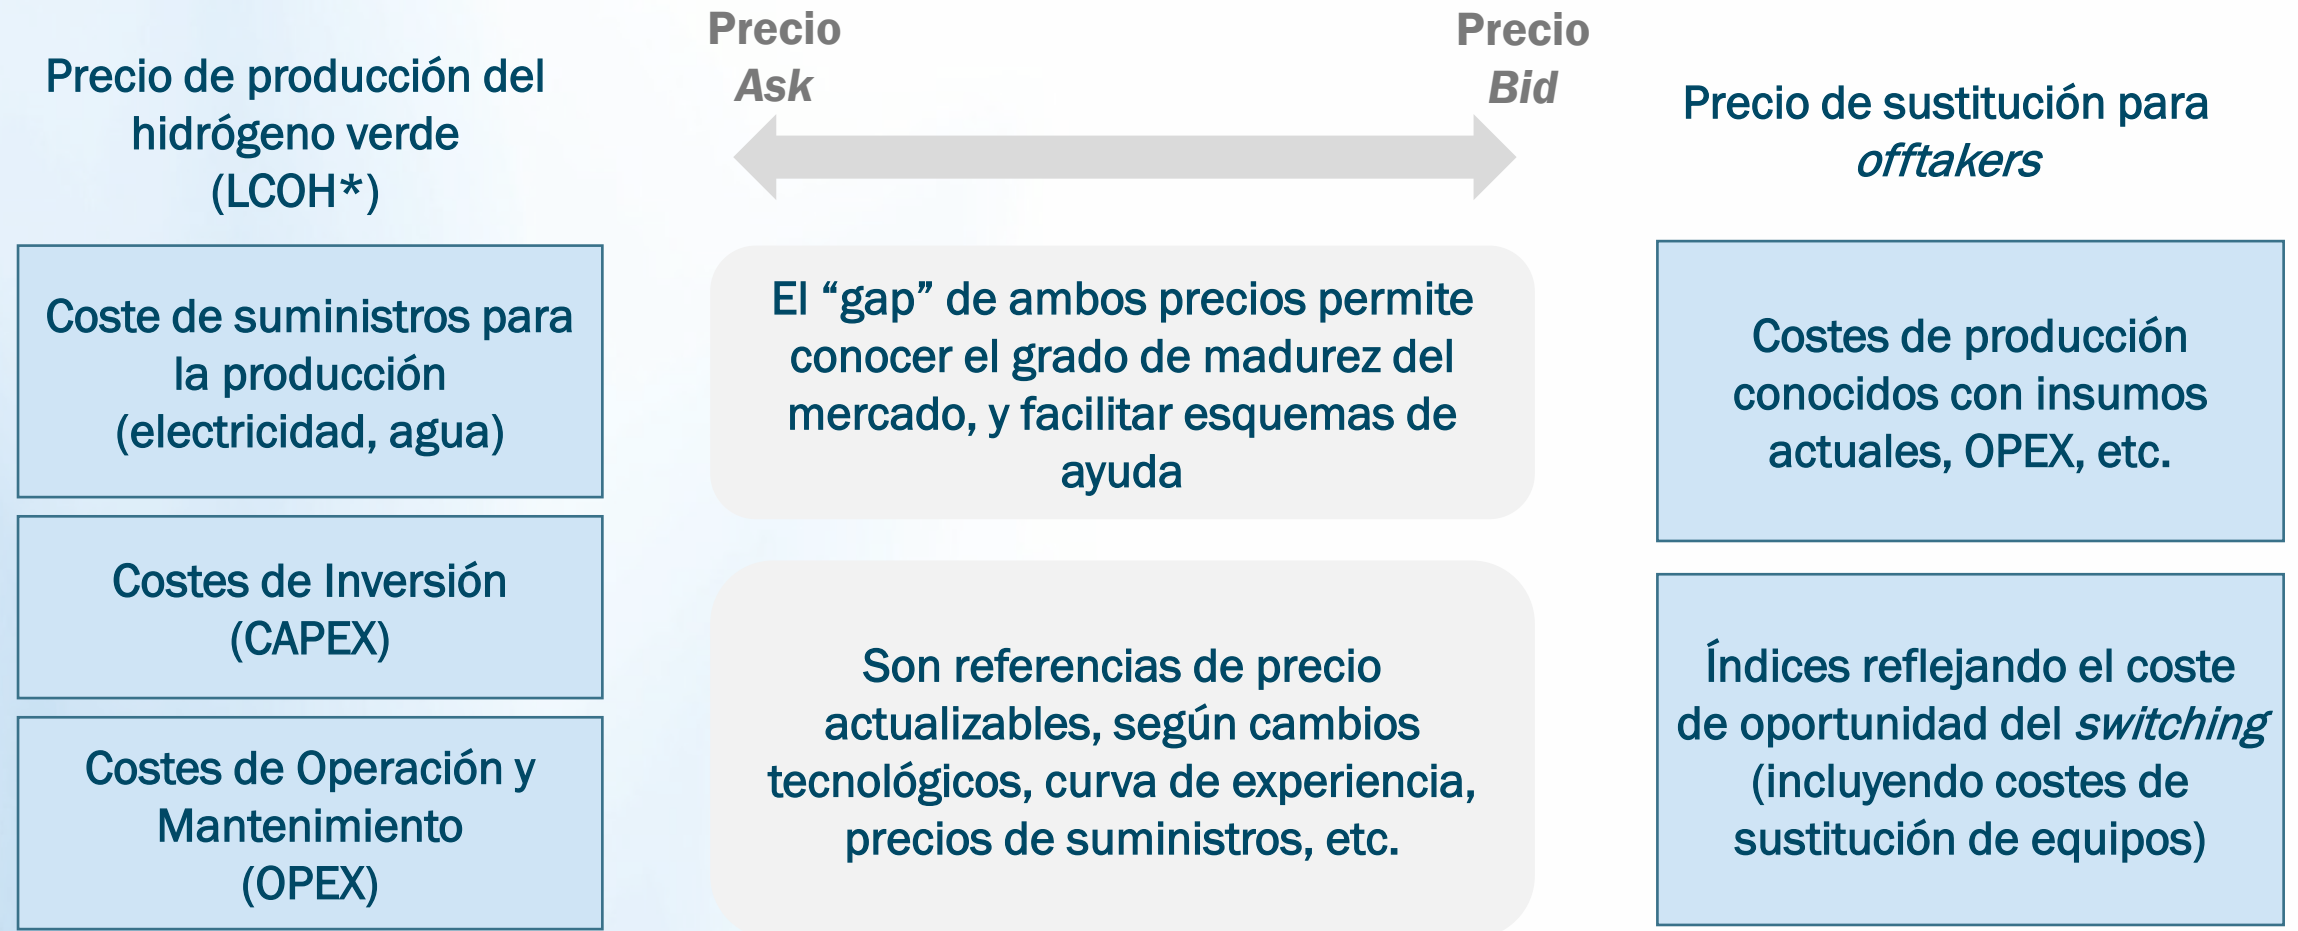 Precio de producción del
hidrógeno verde
(LCOH*)
Coste de suministros para
la producción
(electricidad, agua)
Costes de Inversión
(CAPEX)
Costes de Operación y
Mantenimiento
(OPEX)
Precio
Ask
Precio
Bid
El “gap” de ambos precios permite
conocer el grado de madurez del
mercado, y facilitar esquemas de
ayuda
Son referencias de precio
actualizables, según cambios
tecnológicos, curva de experiencia,
precios de suministros, etc.
Precio de sustitución para
offtakers
Costes de producción
conocidos con insumos
actuales, OPEX, etc.
Índices reflejando el coste
de oportunidad del switching
(incluyendo costes de
sustitución de equipos)